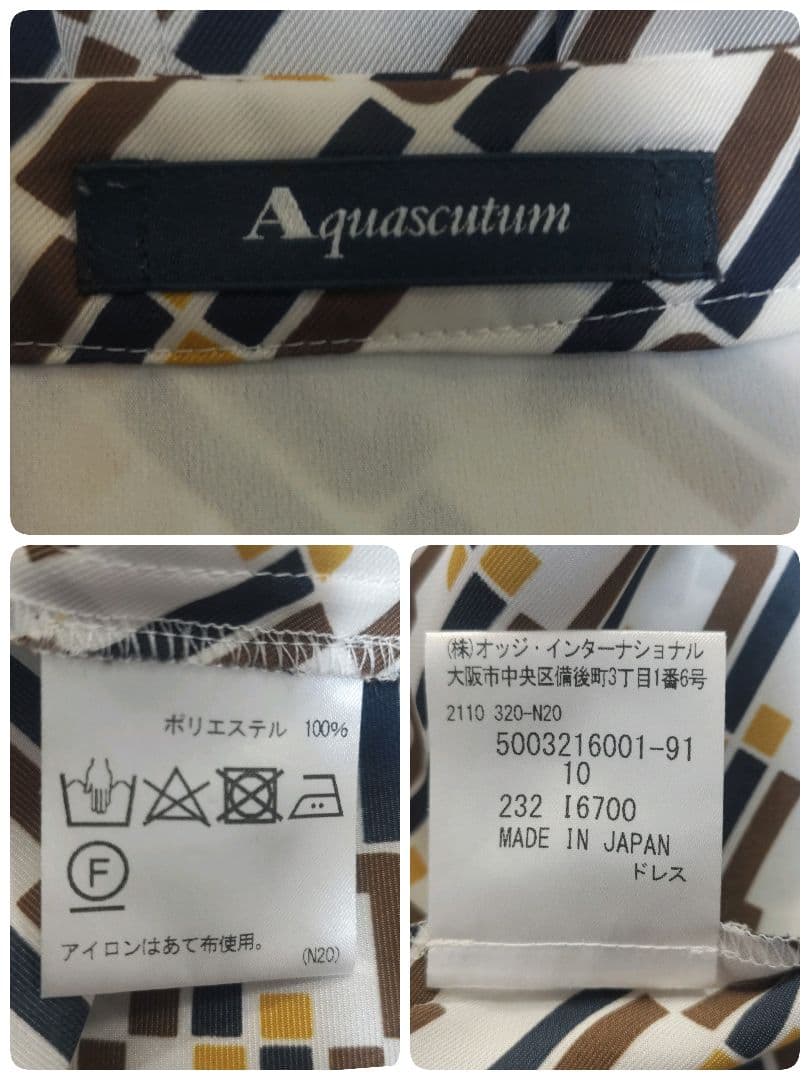 Aquascutum
ポリエステル 100%
F
アイロンはあて布使用。
(N20)
(株)オッジ・インターナショナル
大阪市中央区備後町3丁目1番6号
2110 320-N20
5003216001-91
10
232 I6700
MADE IN JAPAN
ドレス